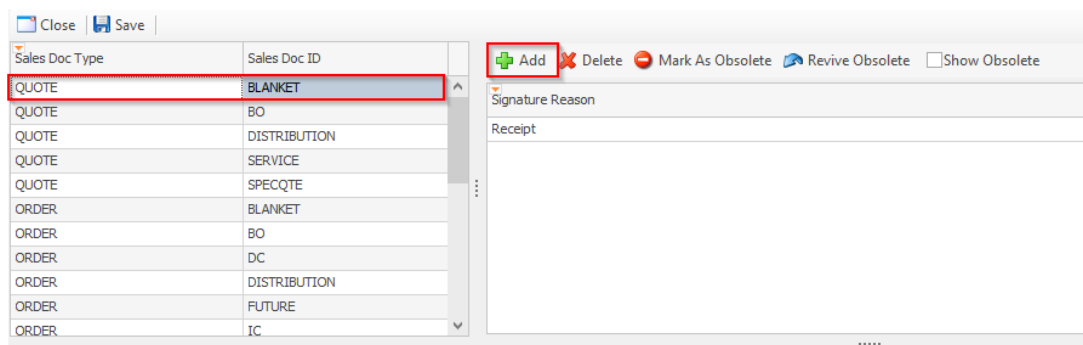 Close Save
Sales Doc Type Sales Doc ID
QUOTE BLANKET
QUOTE BO
QUOTE DISTRIBUTION
QUOTE SERVICE
QUOTE SPECQTE
ORDER BLANKET
ORDER BO
ORDER DC
ORDER DISTRIBUTION
ORDER FUTURE
ORDER IC
Add Delete Mark As Obsolete Revive Obsolete Show Obsolete
Signature Reason
Receipt